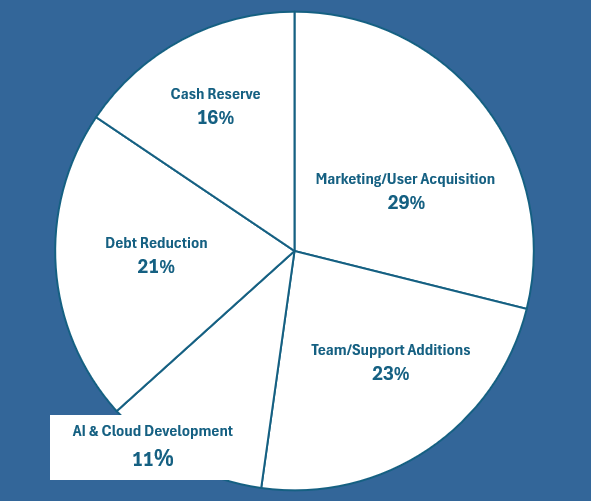 Cash Reserve
16%
Marketing/User Acquisition
29%
Debt Reduction
21%
Team/Support Additions
23%
AI & Cloud Development
11%